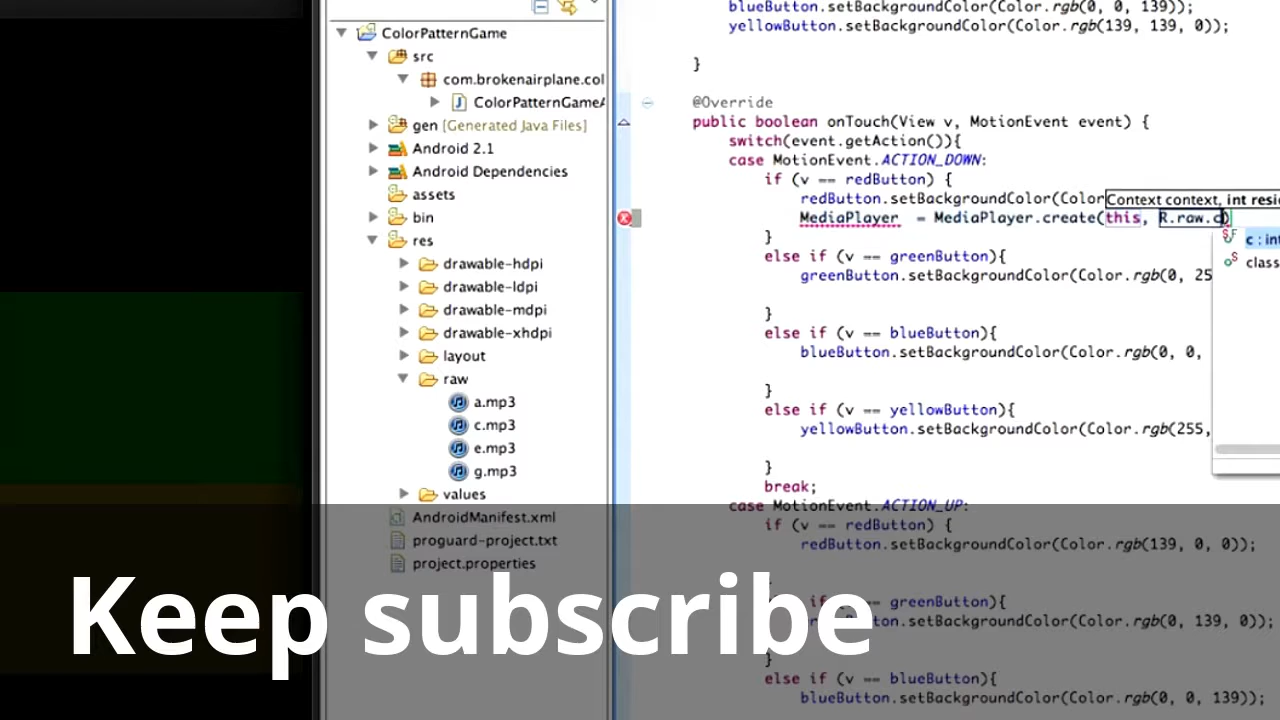 ColorPatternGame
src
com.brokenairplane.col
ColorPatternGameA
gen [Generated Java Files]
Android 2.1
Android Dependencies
assets
bin
res
drawable-hdpi
drawable-ldpi
drawable-mdpi
drawable-xhdpi
layout
raw
a.mp3
c.mp3
e.mp3
g.mp3
values
AndroidManifest.xml
proguard-project.txt
project.properties
blueButton.setBackgroundColor(Color.rgb(0, 0, 139));
yellowButton.setBackgroundColor(Color.rgb(139, 139, 0));
}
@Override
public boolean onTouch(View v, MotionEvent event) {
switch(event.getAction()){
case MotionEvent.ACTION_DOWN:
if (v == redButton) {
redButton.setBackgroundColor(Color
Context context, int resi
MediaPlayer = MediaPlayer.create(this, R.raw.c)
c : int
class
}
else if (v == greenButton){
greenButton.setBackgroundColor(Color.rgb(0, 25
}
else if (v == blueButton){
blueButton.setBackgroundColor(Color.rgb(0, 0,
}
else if (v == yellowButton){
yellowButton.setBackgroundColor(Color.rgb(255,
}
break;
case MotionEvent.ACTION_UP:
if (v == redButton) {
redButton.setBackgroundColor(Color.rgb(139, 0, 0));
if (v == greenButton){
.setBackgroundColor(Color.rgb(0, 139, 0));
}
else if (v == blueButton){
blueButton.setBackgroundColor(Color.rgb(0, 0, 139));
Keep subscribe